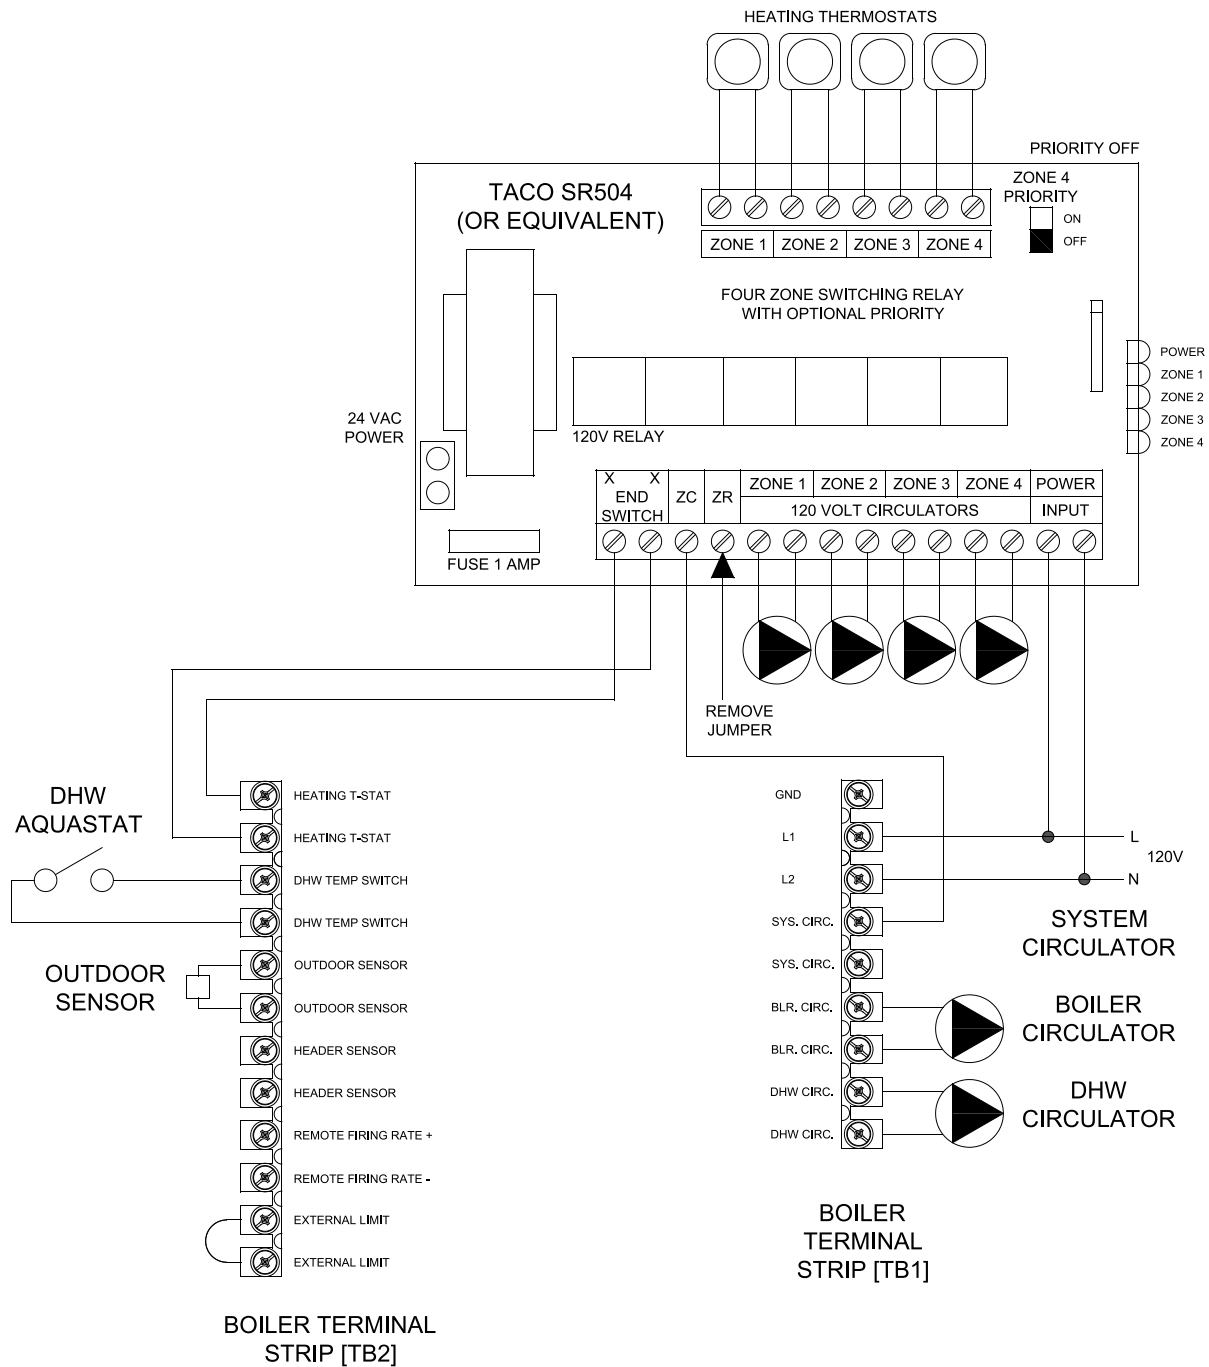 HEATING THERMOSTATS
PRIORITY OFF
TACO SR504
(OR EQUIVALENT)
ZONE 4
PRIORITY
ON
OFF
ZONE 1
ZONE 2
ZONE 3
ZONE 4
FOUR ZONE SWITCHING RELAY
WITH OPTIONAL PRIORITY
POWER
ZONE 1
ZONE 2
ZONE 3
ZONE 4
24 VAC
POWER
120V RELAY
X X
END
SWITCH
ZC
ZR
ZONE 1
ZONE 2
ZONE 3
ZONE 4
120 VOLT CIRCULATORS
POWER
INPUT
FUSE 1 AMP
REMOVE
JUMPER
DHW
AQUASTAT
OUTDOOR
SENSOR
HEATING T-STAT
HEATING T-STAT
DHW TEMP SWITCH
DHW TEMP SWITCH
OUTDOOR SENSOR
OUTDOOR SENSOR
HEADER SENSOR
HEADER SENSOR
REMOTE FIRING RATE +
REMOTE FIRING RATE -
EXTERNAL LIMIT
EXTERNAL LIMIT
BOILER TERMINAL
STRIP [TB2]
GND
L1
L2
SYS. CIRC.
SYS. CIRC.
BLR. CIRC.
BLR. CIRC.
DHW CIRC.
DHW CIRC.
L
120V
N
SYSTEM
CIRCULATOR
BOILER
CIRCULATOR
DHW
CIRCULATOR
BOILER
TERMINAL
STRIP [TB1]